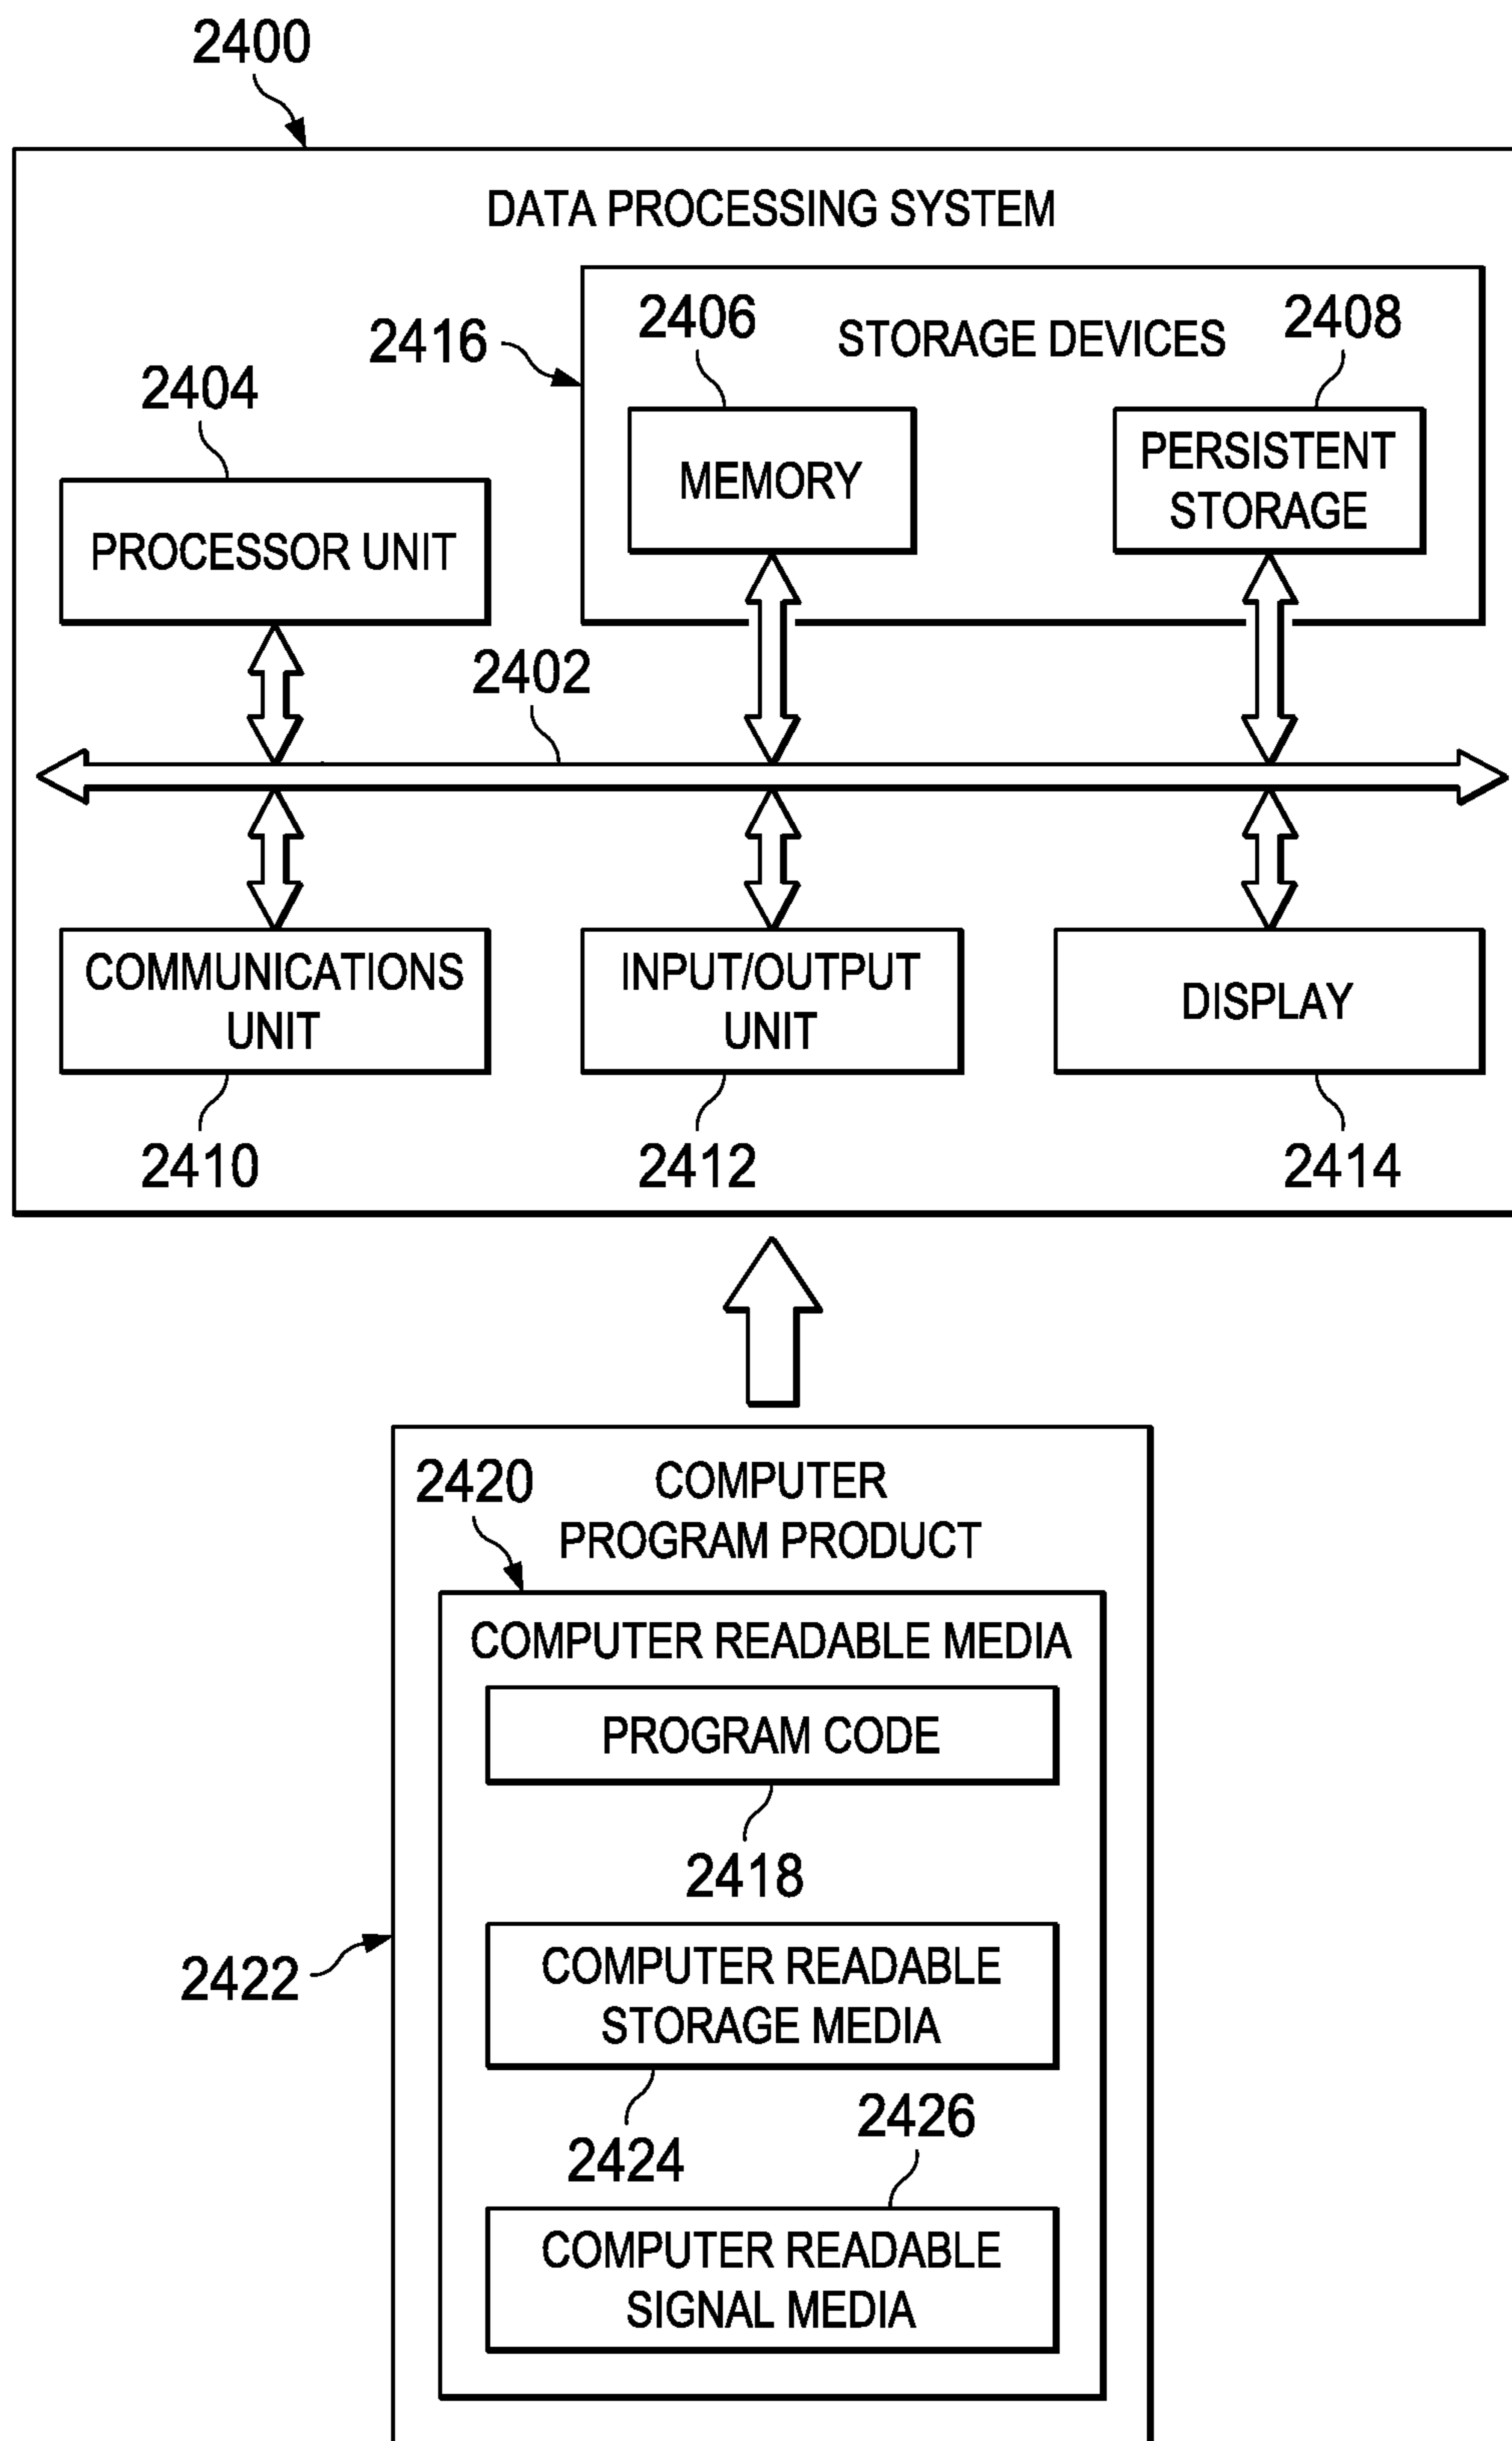 2400
DATA PROCESSING SYSTEM
2416
2406
STORAGE DEVICES
2408
2404
MEMORY
PERSISTENT
STORAGE
PROCESSOR UNIT
2402
COMMUNICATIONS
UNIT
INPUT/OUTPUT
UNIT
DISPLAY
2410
2412
2414
2420
COMPUTER
PROGRAM PRODUCT
COMPUTER READABLE MEDIA
PROGRAM CODE
2418
2422
COMPUTER READABLE
STORAGE MEDIA
2424
2426
COMPUTER READABLE
SIGNAL MEDIA